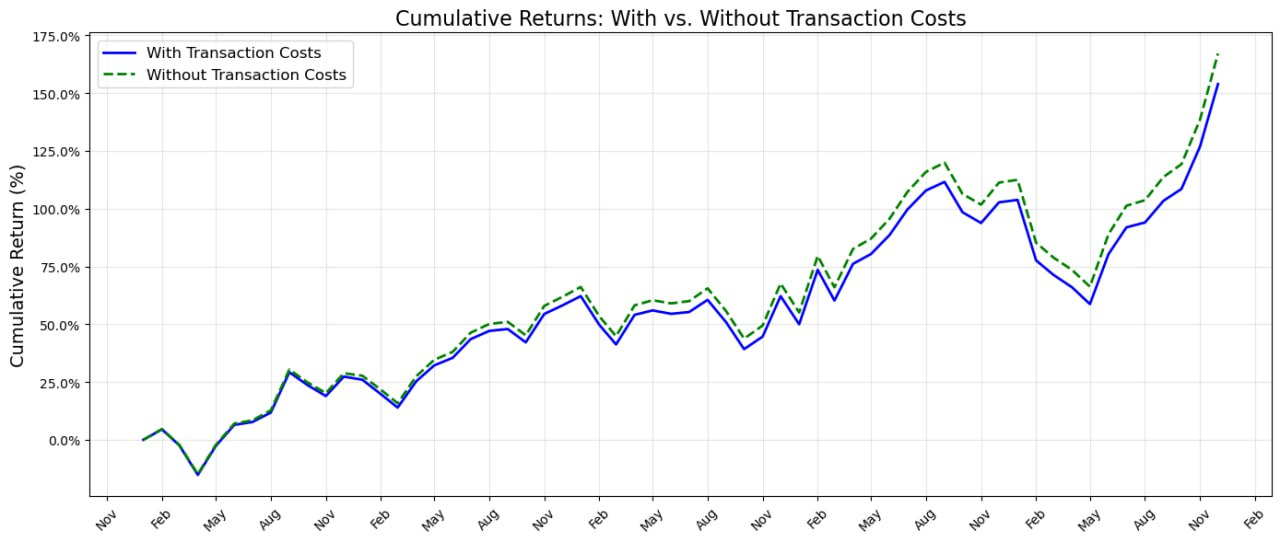 Cumulative Returns: With vs. Without Transaction Costs
With Transaction Costs
Without Transaction Costs
Cumulative Return (%)
175.0%
150.0%
125.0%
100.0%
75.0%
50.0%
25.0%
0.0%
Nov Feb May Aug Nov Feb May Aug Nov Feb May Aug Nov Feb May Aug Nov Feb May Aug Nov Feb